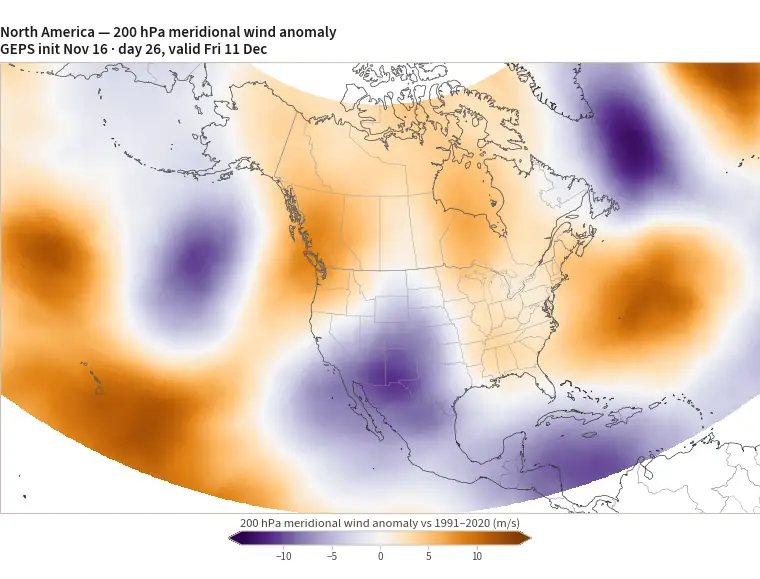 North America — 200 hPa meridional wind anomaly
GEPS init Nov 16 · day 26, valid Fri 11 Dec
200 hPa meridional wind anomaly vs 1991–2020 (m/s)
−10 −5 0 5 10